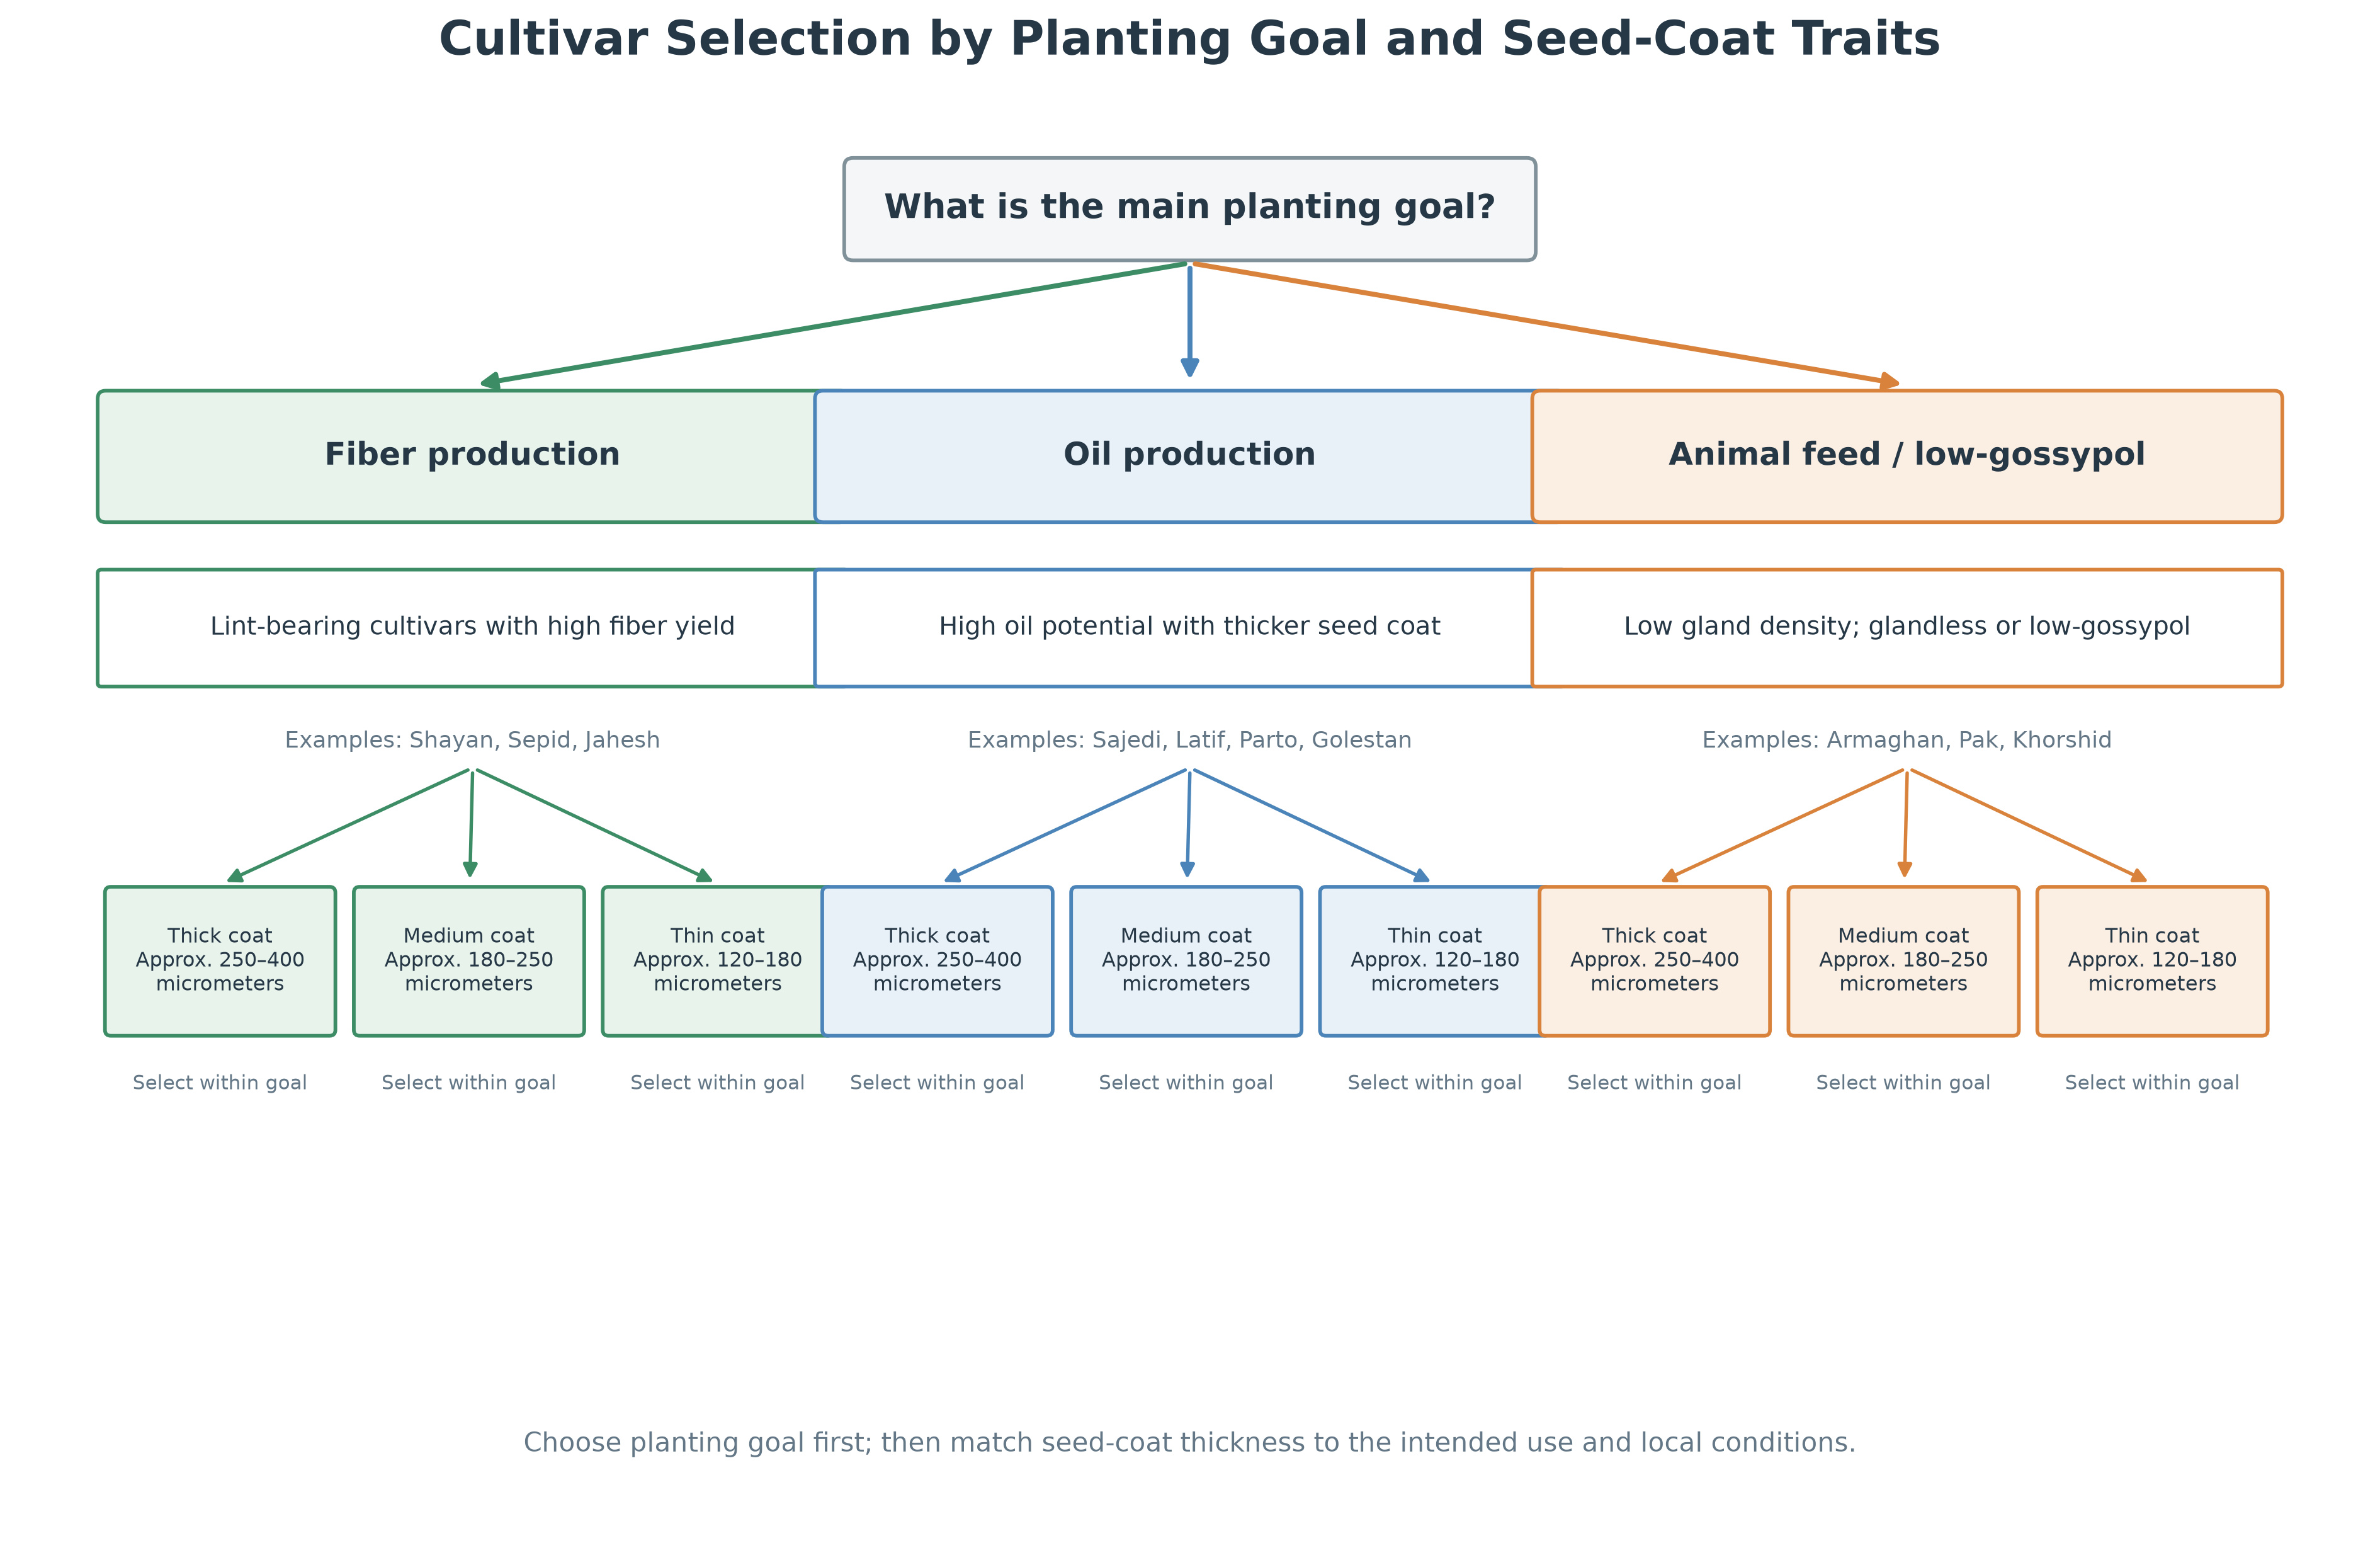 Cultivar Selection by Planting Goal and Seed-Coat Traits
What is the main planting goal?
Fiber production
Oil production
Animal feed / low-gossypol
Lint-bearing cultivars with high fiber yield
High oil potential with thicker seed coat
Low gland density; glandless or low-gossypol
Examples: Shayan, Sepid, Jahesh
Examples: Sajedi, Latif, Parto, Golestan
Examples: Armaghan, Pak, Khorshid
Thick coat
Approx. 250–400
micrometers
Medium coat
Approx. 180–250
micrometers
Thin coat
Approx. 120–180
micrometers
Thick coat
Approx. 250–400
micrometers
Medium coat
Approx. 180–250
micrometers
Thin coat
Approx. 120–180
micrometers
Thick coat
Approx. 250–400
micrometers
Medium coat
Approx. 180–250
micrometers
Thin coat
Approx. 120–180
micrometers
Select within goal
Select within goal
Select within goal
Select within goal
Select within goal
Select within goal
Select within goal
Select within goal
Select within goal
Choose planting goal first; then match seed-coat thickness to the intended use and local conditions.